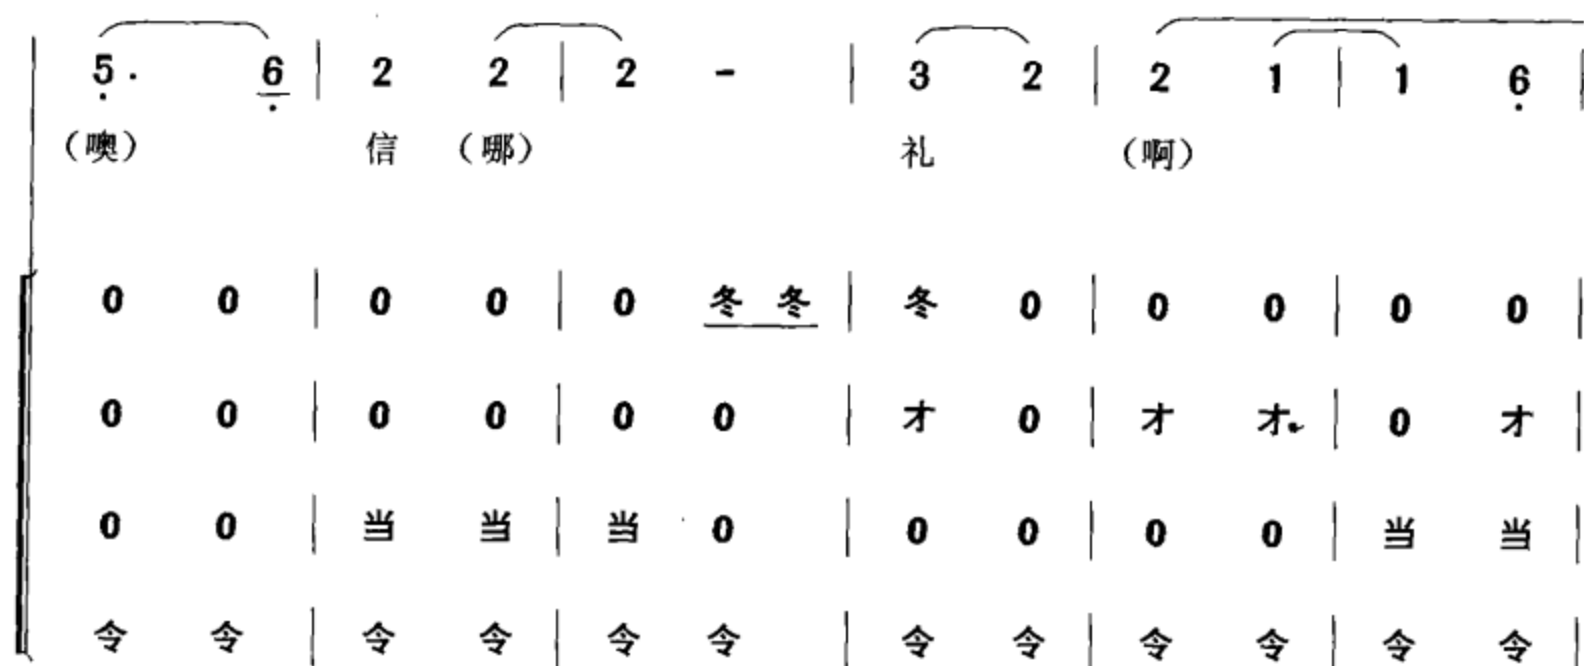 5̣ . 6̣ | 2 2 | 2 - | 3 2 | 2 1 | 1 6̣ |
（噢） 信 （哪） 礼 （啊）
0 0 | 0 0 | 0 冬 冬 | 冬 0 | 0 0 | 0 0 |
0 0 | 0 0 | 0 0 | 才 0 | 才 才 | 0 才 |
0 0 | 当 当 | 当 0 | 0 0 | 0 0 | 当 当 |
令 令 | 令 令 | 令 令 | 令 令 | 令 令 | 令 令 |